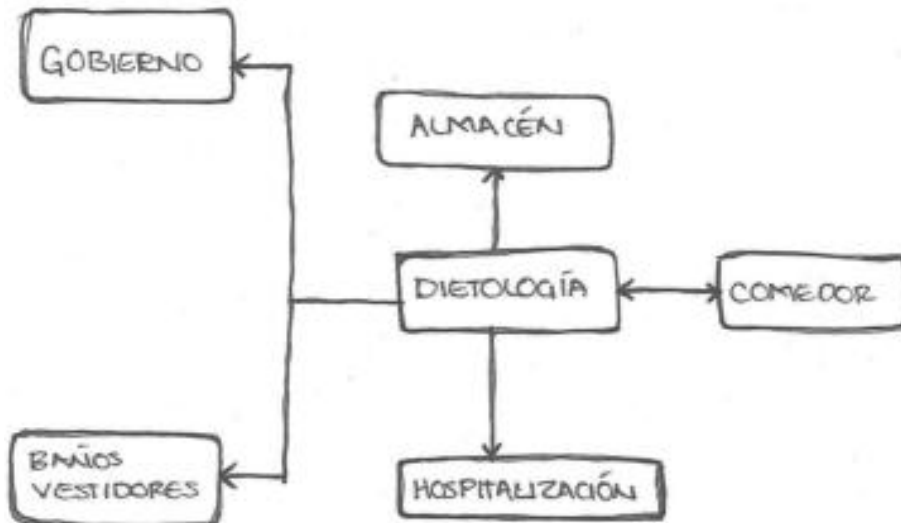 GOBIERNO
ALMACÉN
DIETOLOGÍA
COMEDOR
BAÑOS
VESTIDORES
HOSPITALIZACIÓN